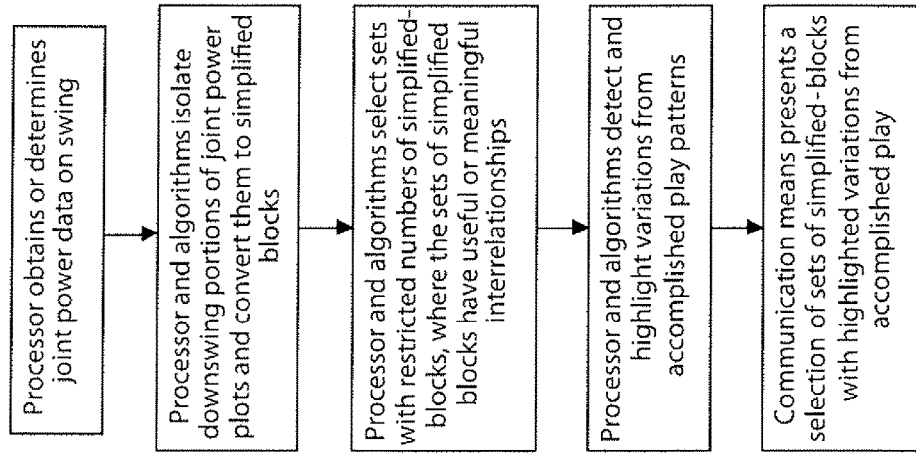 Processor obtains or determines
joint power data on swing
Processor and algorithms isolate
downswing portions of joint power
plots and convert them to simplified
blocks
Processor and algorithms select sets
with restricted numbers of simplified-
blocks, where the sets of simplified
blocks have useful or meaningful
interrelationships
Processor and algorithms detect and
highlight variations from
accomplished play patterns
Communication means presents a
selection of sets of simplified-blocks
with highlighted variations from
accomplished play